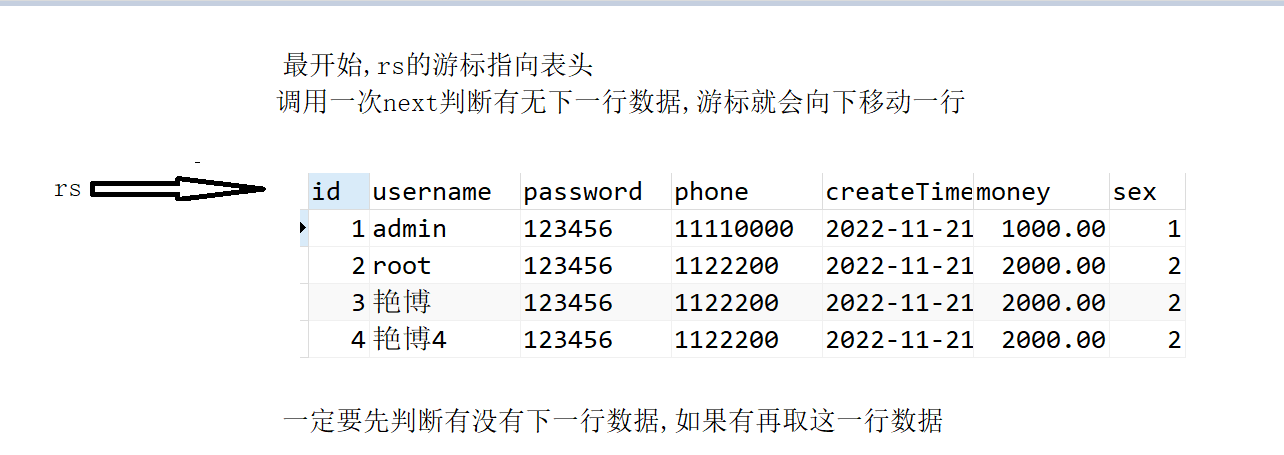 最开始,rs的游标指向表头
调用一次next判断有无下一行数据,游标就会向下移动一行
rs
id username password phone createTime money sex
1 admin 123456 11110000 2022-11-21 1000.00 1
2 root 123456 1122200 2022-11-21 2000.00 2
3 艳博 123456 1122200 2022-11-21 2000.00 2
4 艳博4 123456 1122200 2022-11-21 2000.00 2
一定要先判断有没有下一行数据,如果有再取这一行数据